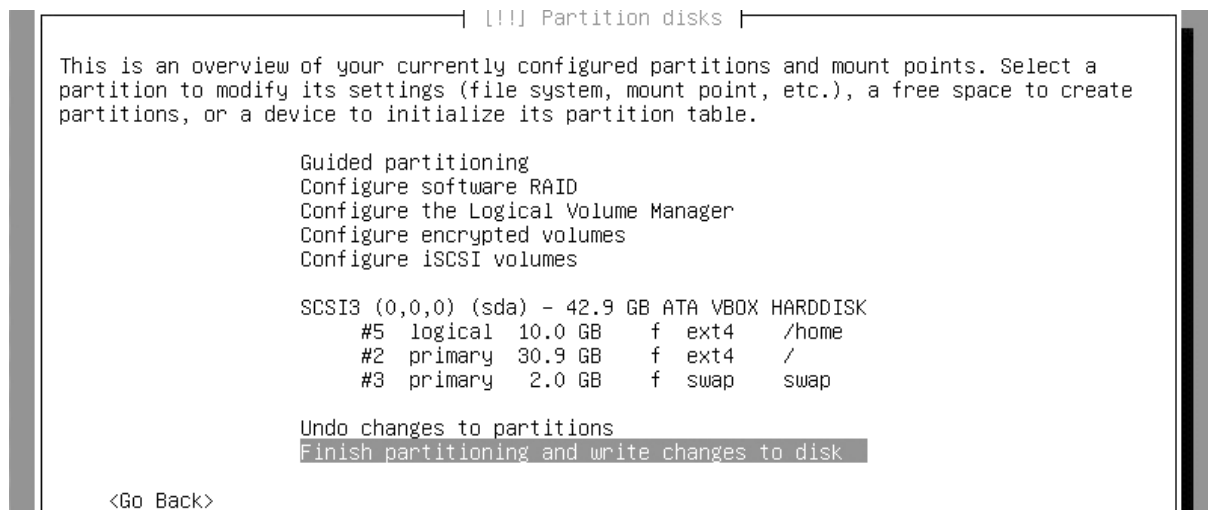 [!!] Partition disks
This is an overview of your currently configured partitions and mount points. Select a
partition to modify its settings (file system, mount point, etc.), a free space to create
partitions, or a device to initialize its partition table.
Guided partitioning
Configure software RAID
Configure the Logical Volume Manager
Configure encrypted volumes
Configure iSCSI volumes
SCSI3 (0,0,0) (sda) - 42.9 GB ATA VBOX HARDDISK
#5 logical 10.0 GB f ext4 /home
#2 primary 30.9 GB f ext4 /
#3 primary 2.0 GB f swap swap
Undo changes to partitions
Finish partitioning and write changes to disk
<Go Back>